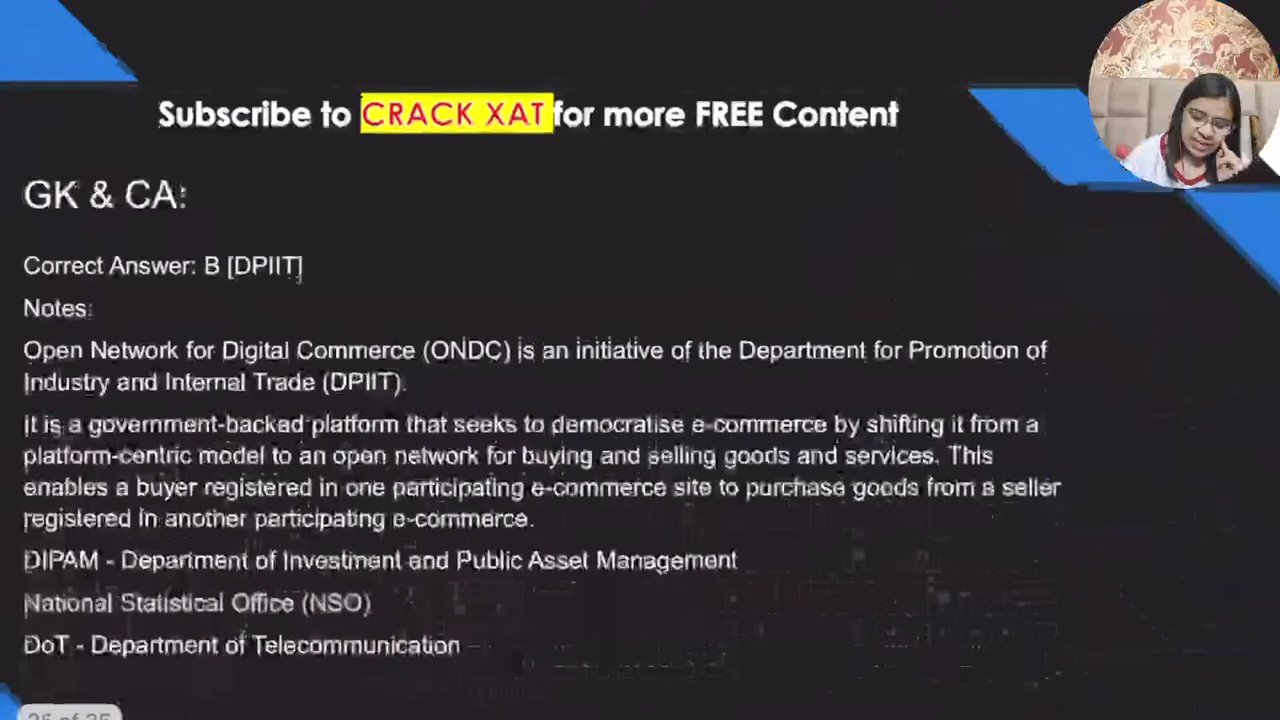 Subscribe to CRACK XAT for more FREE Content
GK & CA:
Correct Answer: B [DPIIT]
Notes:
Open Network for Digital Commerce (ONDC) is an initiative of the Department for Promotion of
Industry and Internal Trade (DPIIT).
It is a government-backed platform that seeks to democratise e-commerce by shifting it from a
platform-centric model to an open network for buying and selling goods and services. This
enables a buyer registered in one participating e-commerce site to purchase goods from a seller
registered in another participating e-commerce.
DIPAM - Department of Investment and Public Asset Management
National Statistical Office (NSO)
DoT - Department of Telecommunication